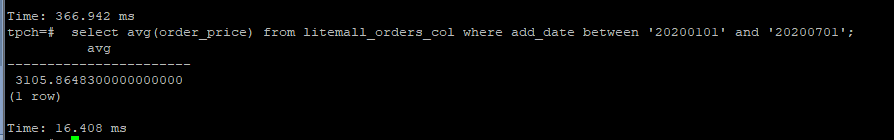 Time: 366.942 ms
tpch=#  select avg(order_price) from litemall_orders_col where add_date between '20200101' and '20200701';
          avg
-----------------------
 3105.8648300000000000
(1 row)

Time: 16.408 ms